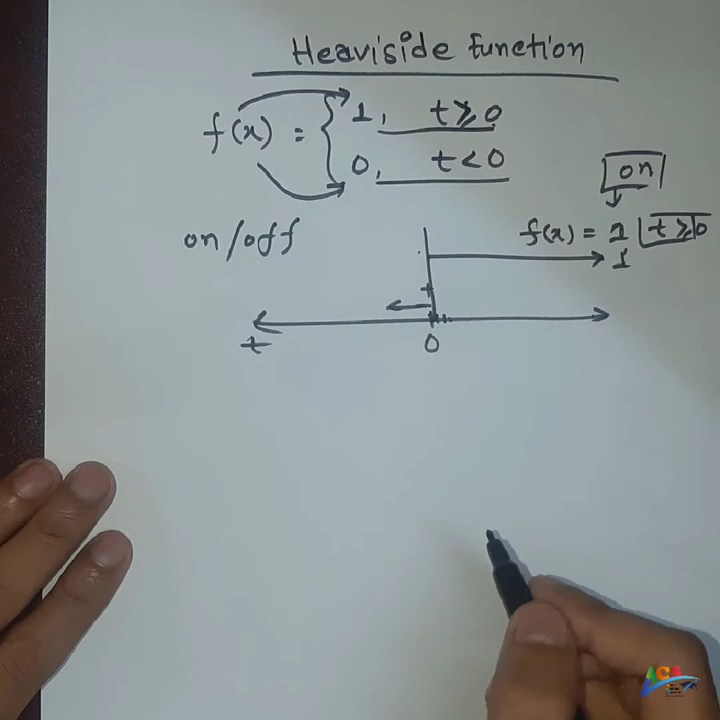 Heaviside function
f(x) = { 1, t⩾0
0, t<0
on
on/off
f(x) = 1 | t⩾0
1
t
0